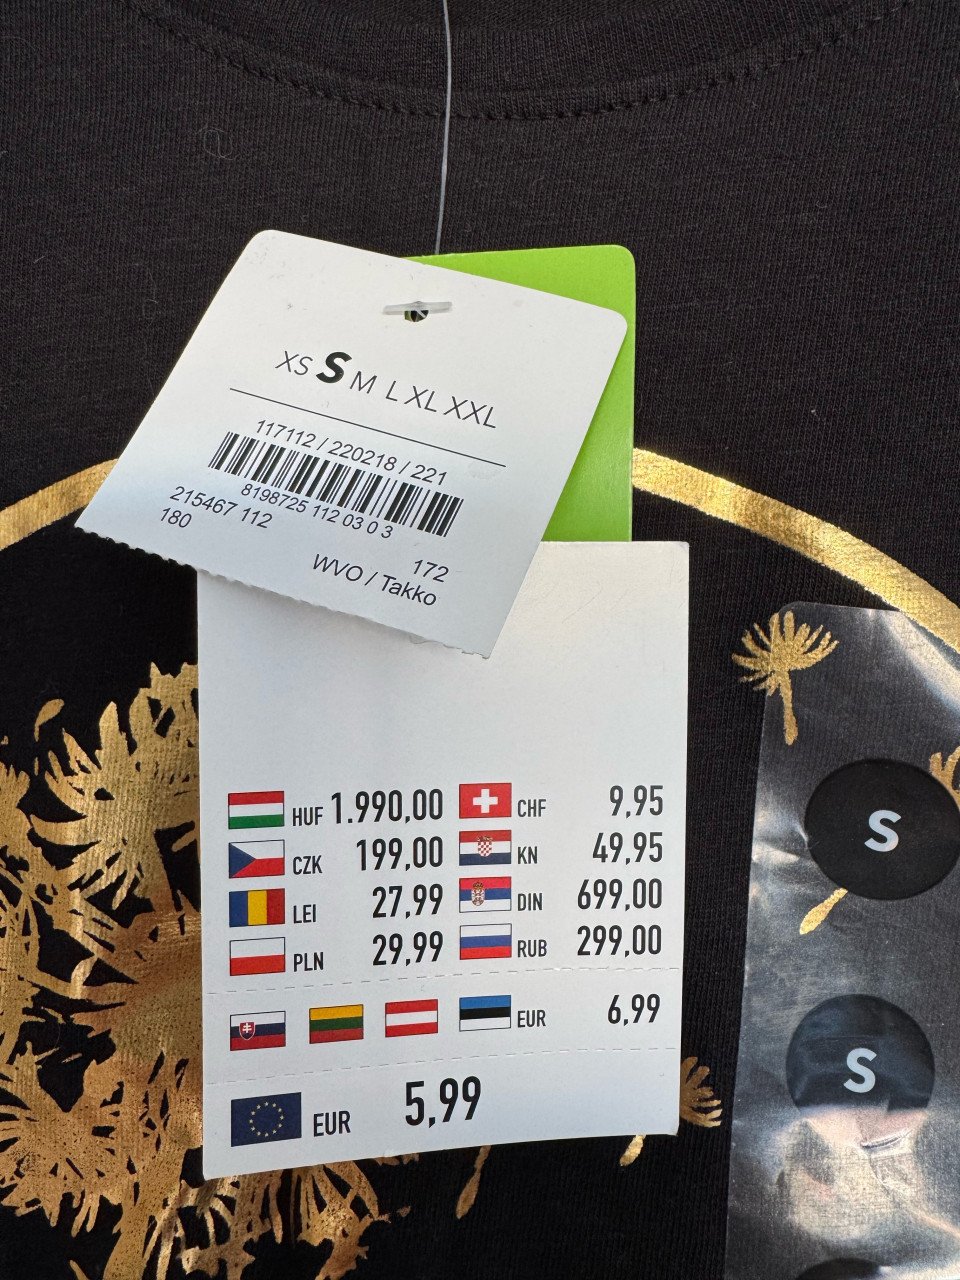 XS S M L XL XXL
117112 / 220218 / 221
8198725 112 03 0 3
215467 112
180
172
WVO / Takko
HUF 1.990,00
CHF 9,95
CZK 199,00
KN 49,95
LEI 27,99
DIN 699,00
PLN 29,99
RUB 299,00
EUR 6,99
EUR 5,99
S
S